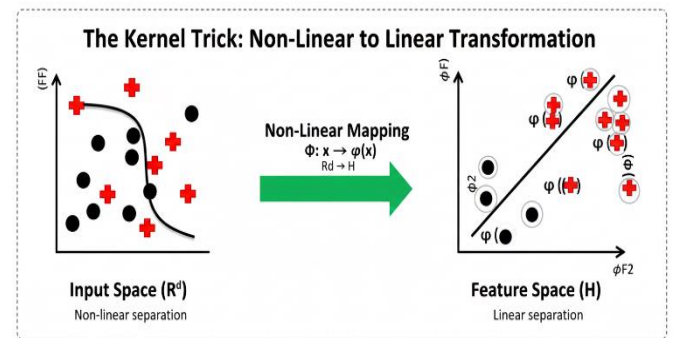 The Kernel Trick: Non-Linear to Linear Transformation
(FF)
Non-Linear Mapping
Φ: x → φ(x)
Rd → H
Input Space (Rᵈ)
Non-linear separation
ϕF)
φ (
φ (
φ (
φ ((
(Φ)
ϕ2
φ (
ϕF2
Feature Space (H)
Linear separation